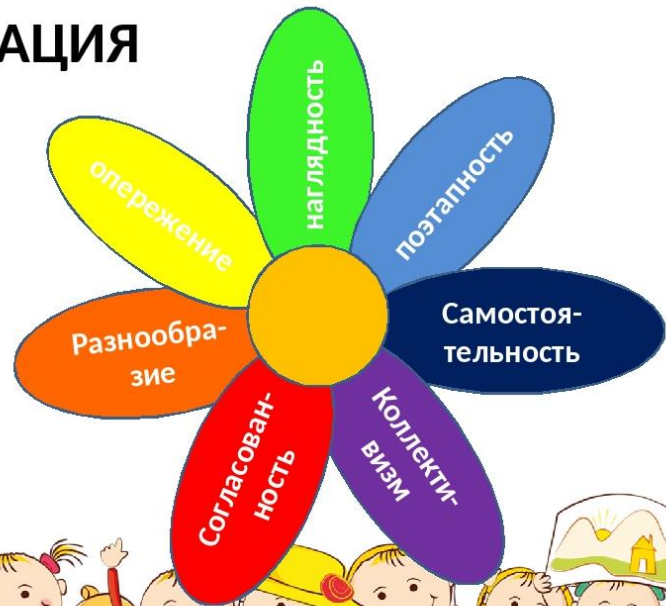 АЦИЯ
наглядность
поэтапность
Самостоя-
тельность
Коллекти-
визм
Согласован-
ность
Разнообра-
зие
опережение